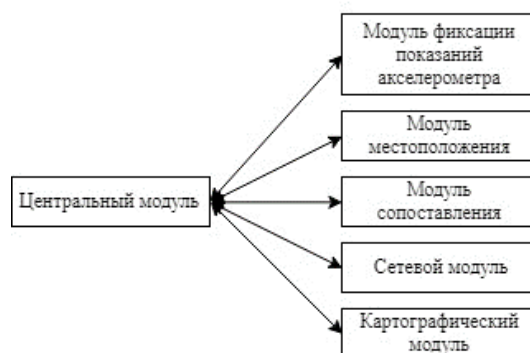 Модуль фиксации
показаний
акселерометра
Модуль
местоположения
Центральный модуль
Модуль
сопоставления
Сетевой модуль
Картографический
модуль